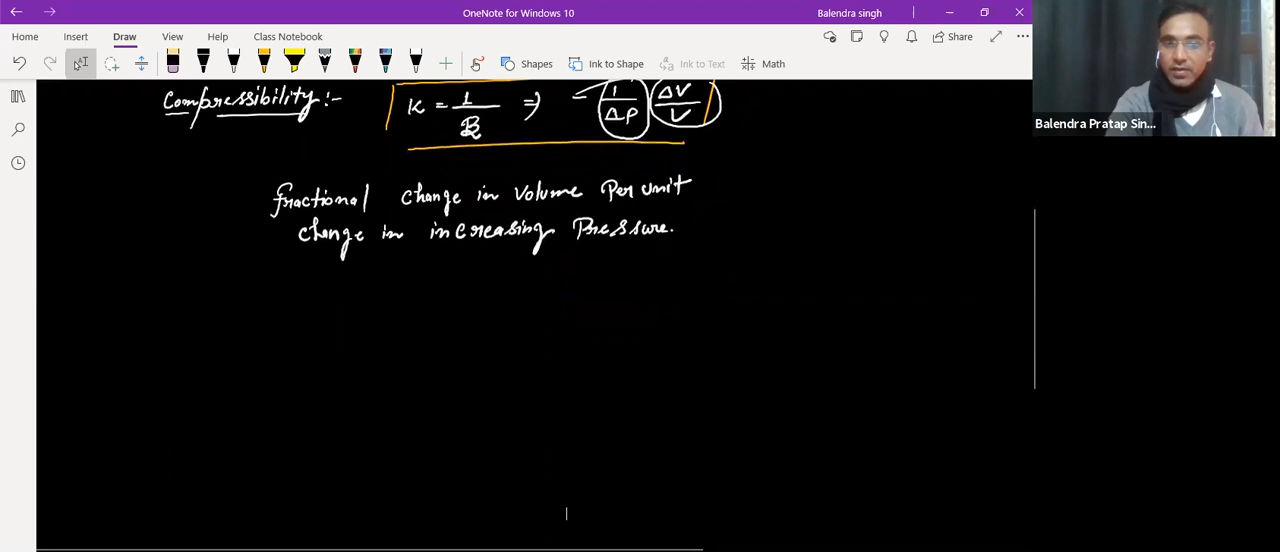 OneNote for Windows 10
Balendra singh
Home Insert Draw View Help Class Notebook
Share
Shapes Ink to Shape Ink to Text Math
Balendra Pratap Sin...
Compressibility :- K = 1/B ⇒ - (1/ΔP) (ΔV/V)
fractional change in volume Per unit
change in increasing Pressure.